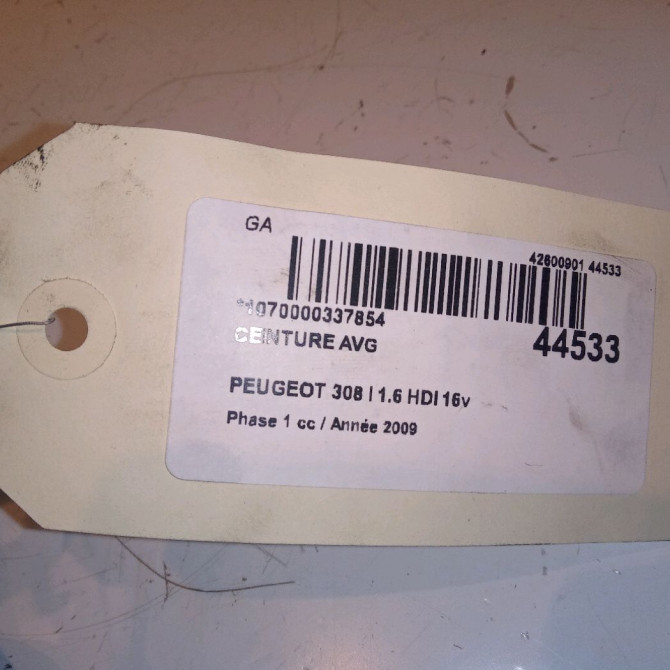 GA
42600901 44533
*1070000337854
44533
CEINTURE AVG
PEUGEOT 308 I 1.6 HDI 16v
Phase 1 cc / Année 2009